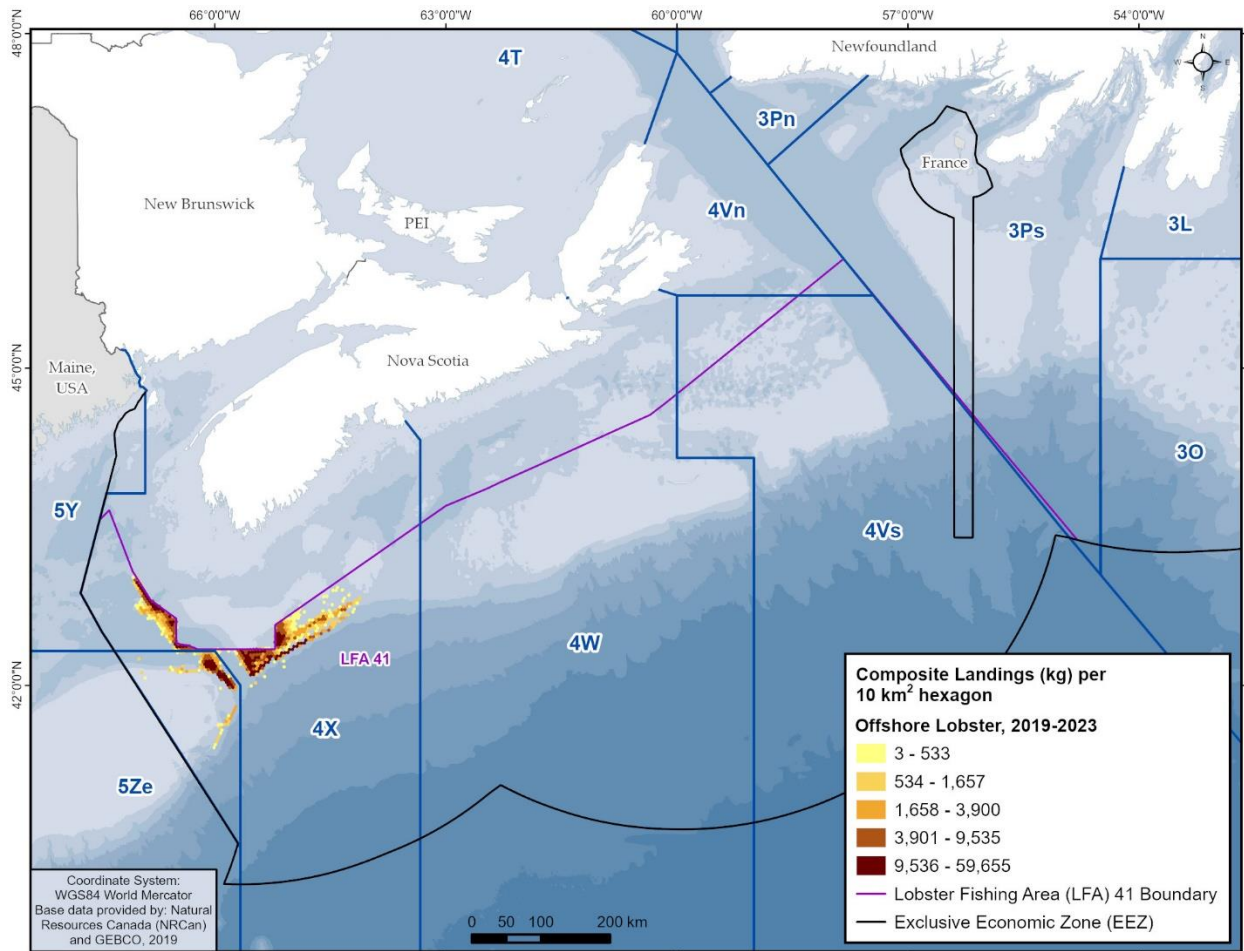 66°0'0"W
63°0'0"W
60°0'0"W
57°0'0"W
54°0'0"W
48°0'0"N
45°0'0"N
42°0'0"N
N
W
E
S
4T
Newfoundland
3Pn
France
New Brunswick
PEI
4Vn
3Ps
3L
Maine,
USA
Nova Scotia
5Y
3O
4Vs
LFA 41
4W
4X
5Ze
Composite Landings (kg) per
10 km² hexagon
Offshore Lobster, 2019-2023
3 - 533
534 - 1,657
1,658 - 3,900
3,901 - 9,535
9,536 - 59,655
Lobster Fishing Area (LFA) 41 Boundary
Exclusive Economic Zone (EEZ)
Coordinate System:
WGS84 World Mercator
Base data provided by: Natural
Resources Canada (NRCan)
and GEBCO, 2019
0 50 100 200 km